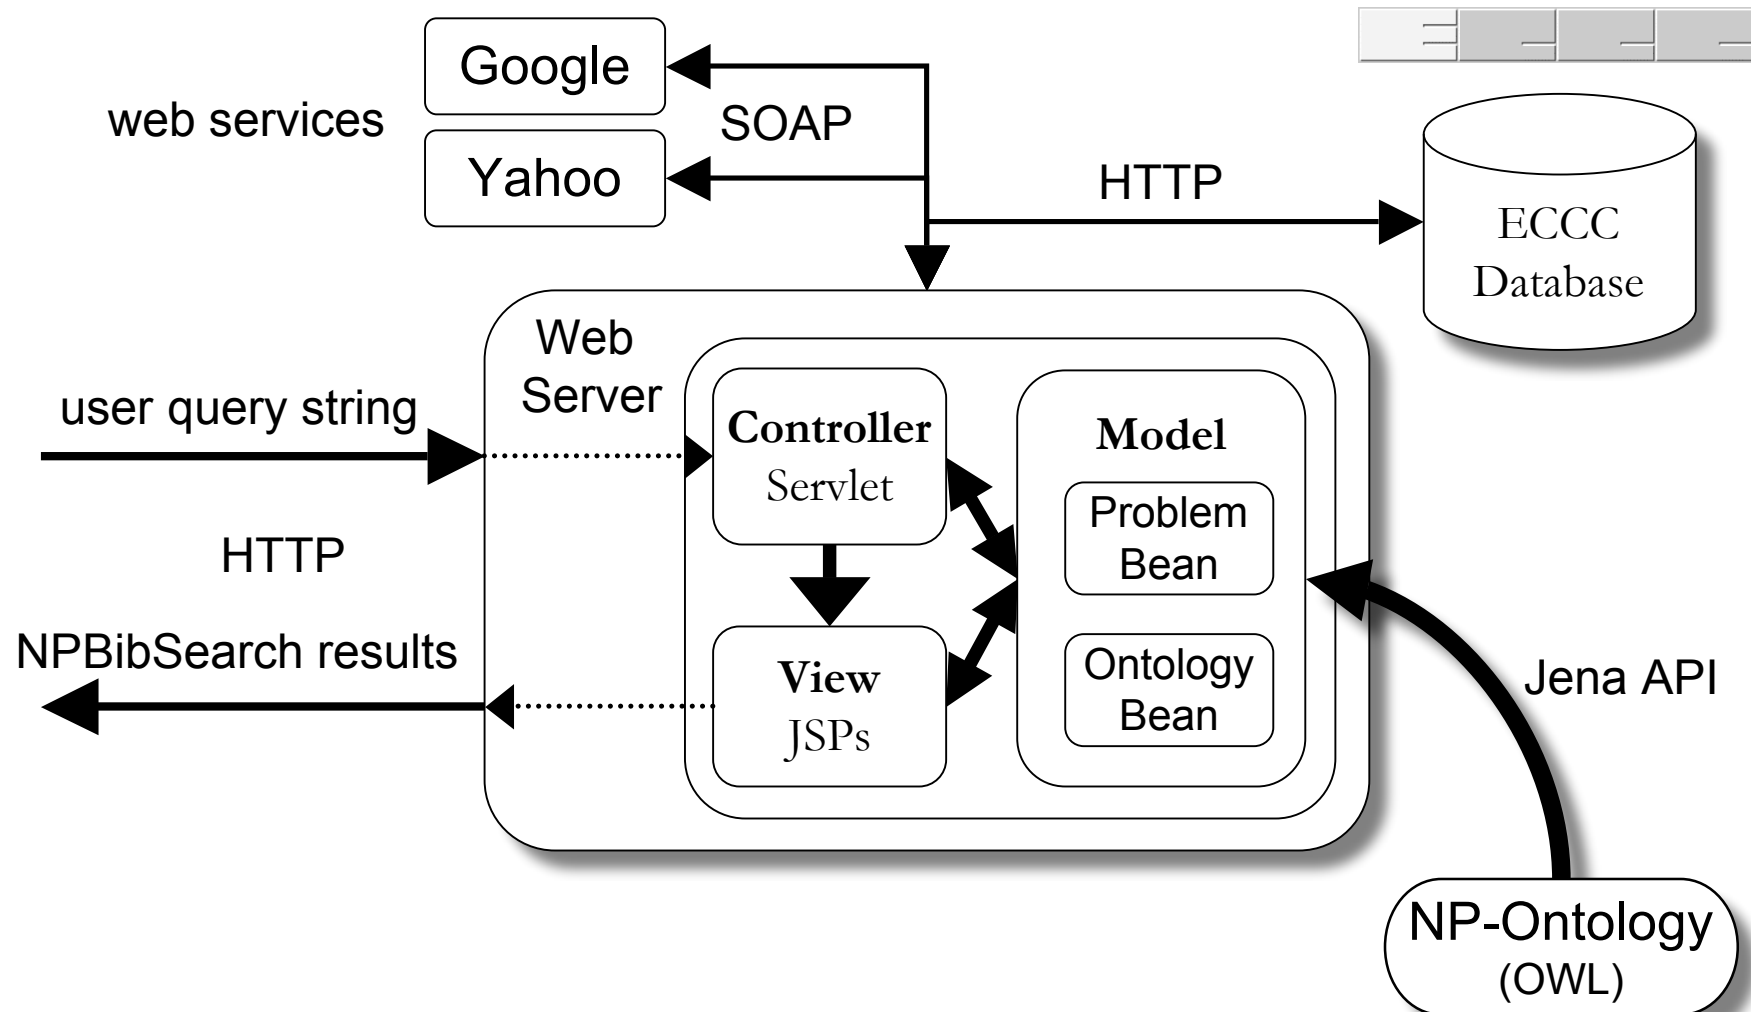 Google
web services
SOAP
Yahoo
HTTP
ECCC
Database
Web
Server
user query string
Controller
Servlet
Model
Problem
Bean
HTTP
NPBibSearch results
View
JSPs
Ontology
Bean
Jena API
NP-Ontology
(OWL)